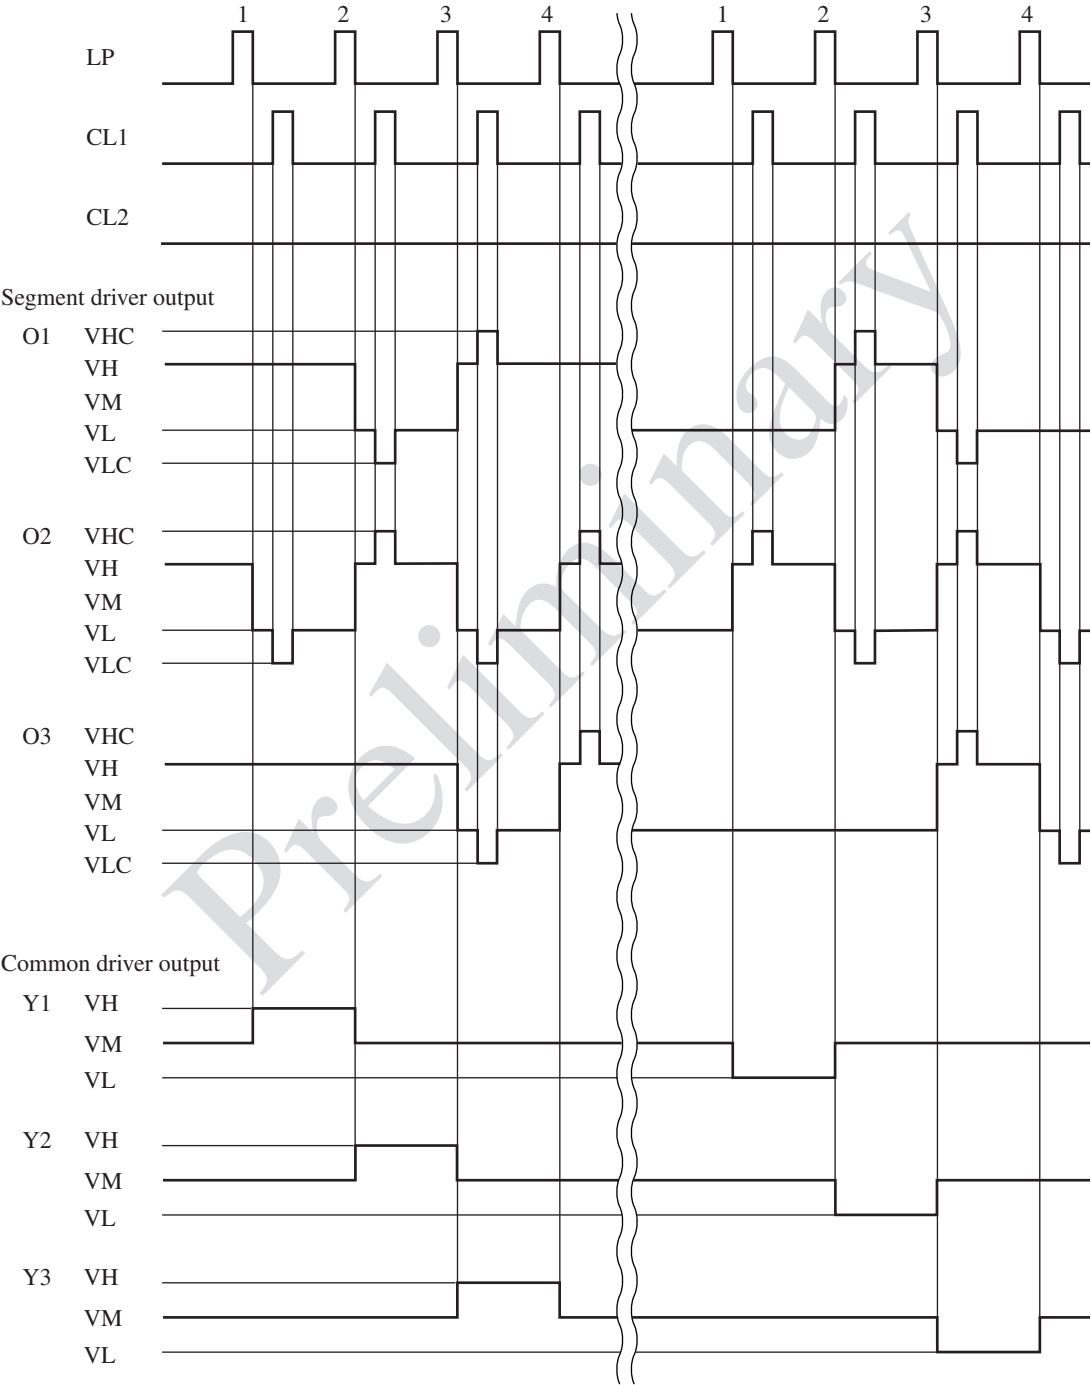 1 2 3 4 1 2 3 4
LP
CL1
CL2
Segment driver output
O1 VHC
VH
VM
VL
VLC
O2 VHC
VH
VM
VL
VLC
O3 VHC
VH
VM
VL
VLC
Common driver output
Y1 VH
VM
VL
Y2 VH
VM
VL
Y3 VH
VM
VL
Preliminary